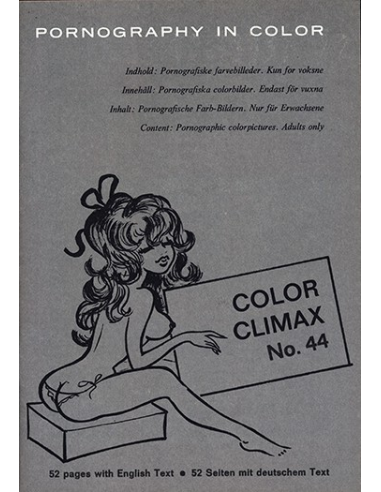 PORNOGRAPHY IN COLOR
Indhold: Pornografiske farvebilleder. Kun for voksne
Innehåll: Pornografiska colorbilder. Endast för vuxna
Inhalt: Pornografische Farb-Bildern. Nur für Erwachsene
Content: Pornographic colorpictures. Adults only
COLOR
CLIMAX
No. 44
52 pages with English Text • 52 Seiten mit deutschem Text